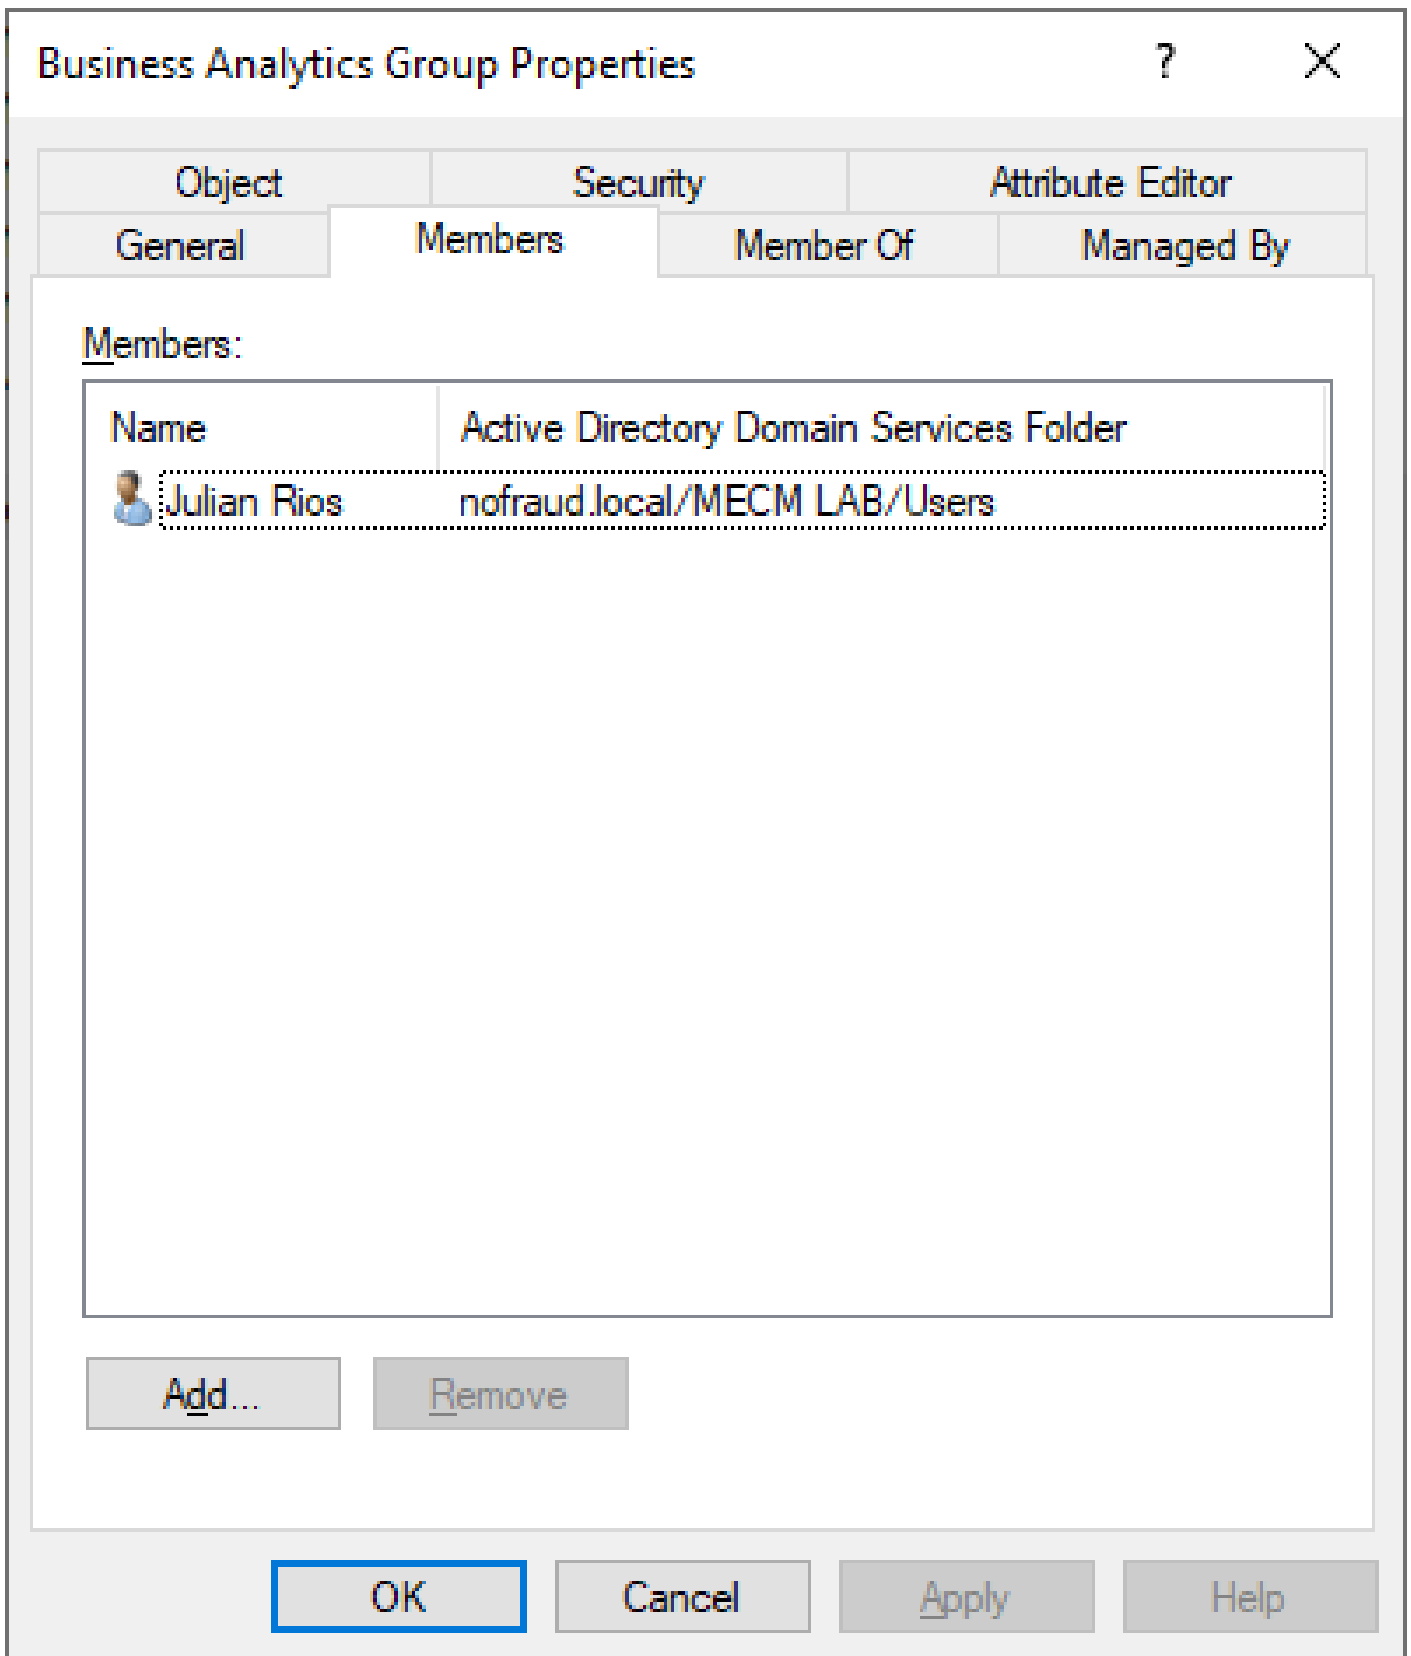 Business Analytics Group Properties ?
Object Security Attribute Editor
General Members Member Of Managed By
Members:
Name Active Directory Domain Services Folder
Julian Rios nofraud.local/MECM LAB/Users
Add... Remove
OK Cancel Apply Help